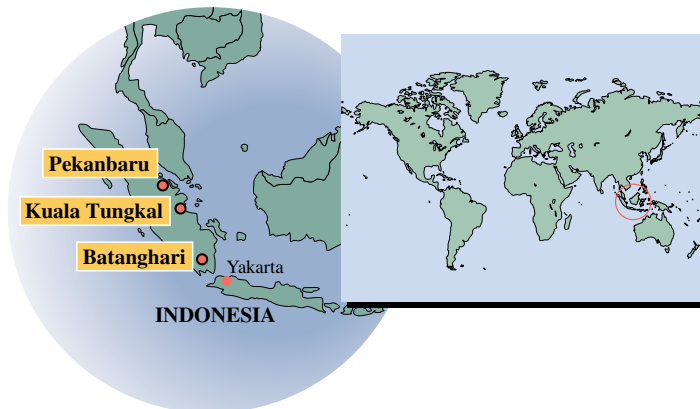 Pekanbaru
Kuala Tungkal
Batanghari
Yakarta
INDONESIA